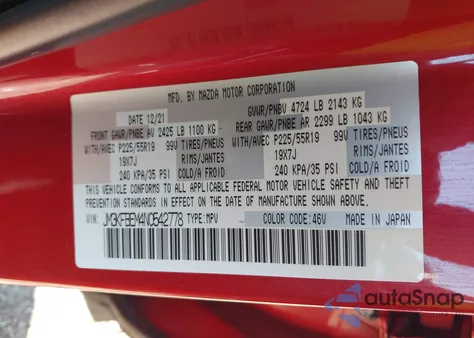 MFD. BY MAZDA MOTOR CORPORATION
DATE 12/21 GVWR/PNBV 4724 LB 2143 KG
FRONT GAWR/PNBE AV 2425 LB 1100 KG REAR GAWR/PNBE AR 2299 LB 1043 KG
WITH/AVEC P225/55R19 99V TIRES/PNEUS WITH/AVEC P225/55R19 99V TIRES/PNEUS
19X7J RIMS/JANTES 19X7J RIMS/JANTES
240 KPA/35 PSI COLD/A FROID 240 KPA/35 PSI COLD/A FROID
THIS VEHICLE CONFORMS TO ALL APPLICABLE FEDERAL MOTOR VEHICLE SAFETY AND THEFT
PREVENTION STANDARDS IN EFFECT ON THE DATE OF MANUFACTURE SHOWN ABOVE.
VIN: JM3KFBEM4N0542778 TYPE: MPV COLOR CODE: 46V MADE IN JAPAN
autoSnap